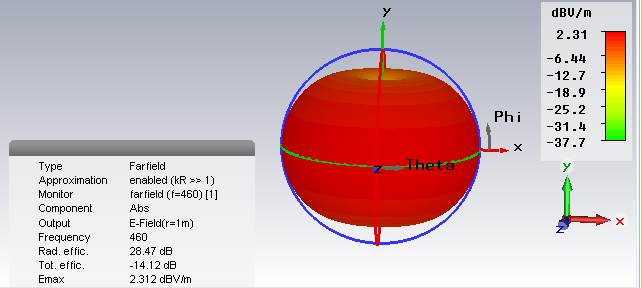 y
dBV/m
2.31
-6.44
-12.7
-18.9
-25.2
-31.4
-37.7
Phi
x
z
Theta
y
x
z
Type Farfield
Approximation enabled (kR >> 1)
Monitor farfield (f=460) [1]
Component Abs
Output E-Field(r=1m)
Frequency 460
Rad. effic. 28.47 dB
Tot. effic. -14.12 dB
Emax 2.312 dBV/m